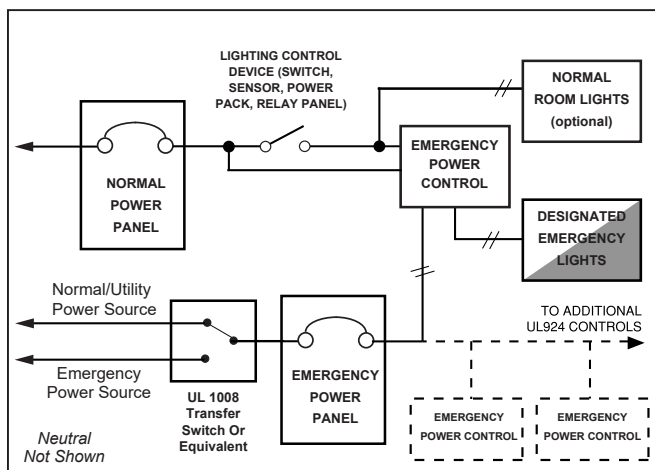 LIGHTING CONTROL
DEVICE (SWITCH,
SENSOR, POWER
PACK, RELAY PANEL)
NORMAL
ROOM LIGHTS
(optional)
NORMAL
POWER
PANEL
EMERGENCY
POWER
CONTROL
DESIGNATED
EMERGENCY
LIGHTS
Normal/Utility
Power Source
Emergency
Power Source
UL 1008
Transfer
Switch Or
Equivalent
EMERGENCY
POWER
PANEL
TO ADDITIONAL
UL924 CONTROLS
EMERGENCY
POWER CONTROL
EMERGENCY
POWER CONTROL
Neutral
Not Shown